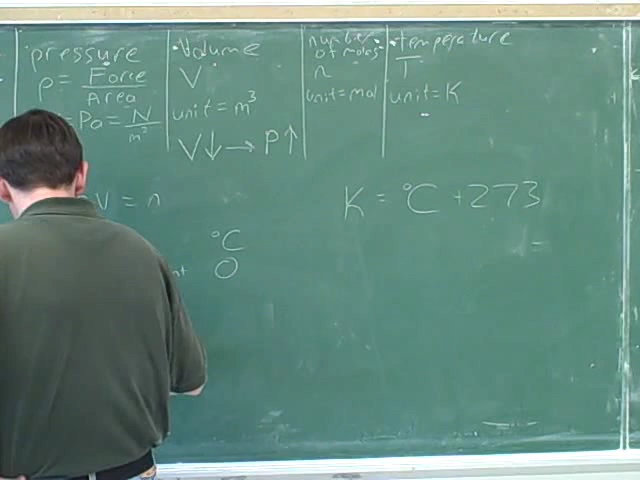 pressure
p = Force
Area
= Pa = N
m²
Volume
V
unit = m³
V↓ → P↑
number
of moles
n
unit = mol
temperature
T
unit = K
V = n
K = °C + 273
°C
0